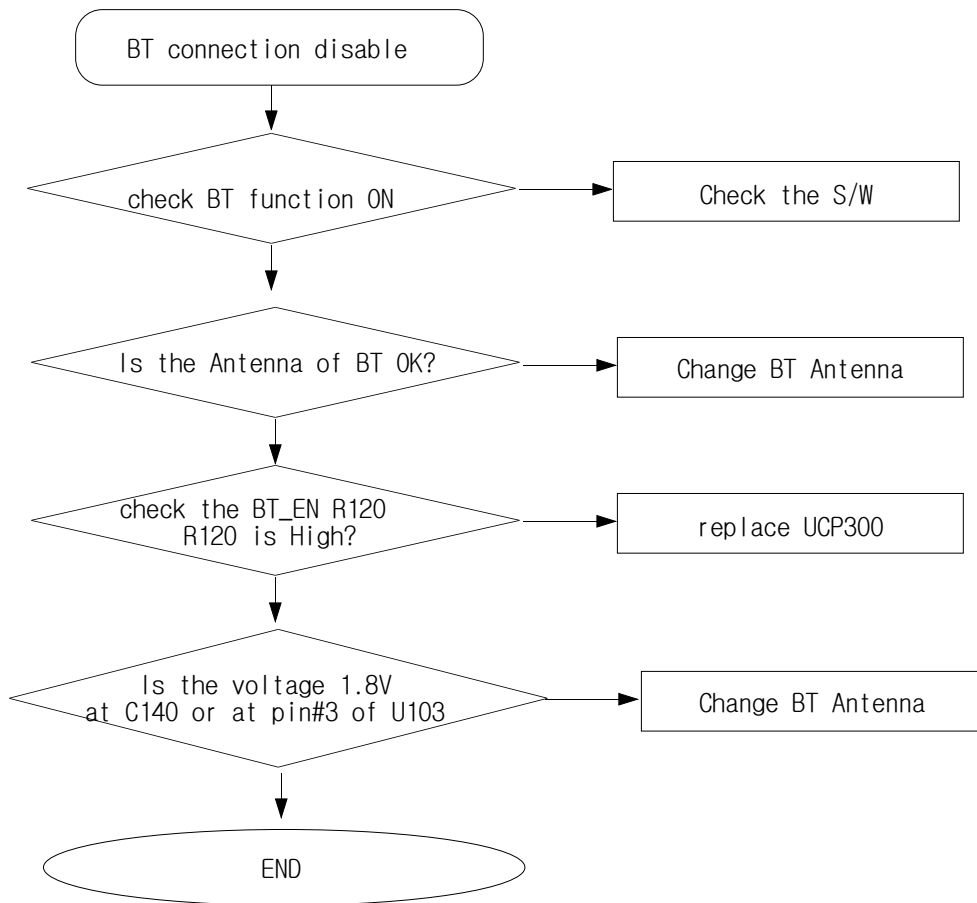 BT connection disable
check BT function ON
Check the S/W
Is the Antenna of BT OK?
Change BT Antenna
check the BT_EN R120
R120 is High?
replace UCP300
Is the voltage 1.8V
at C140 or at pin#3 of U103
Change BT Antenna
END